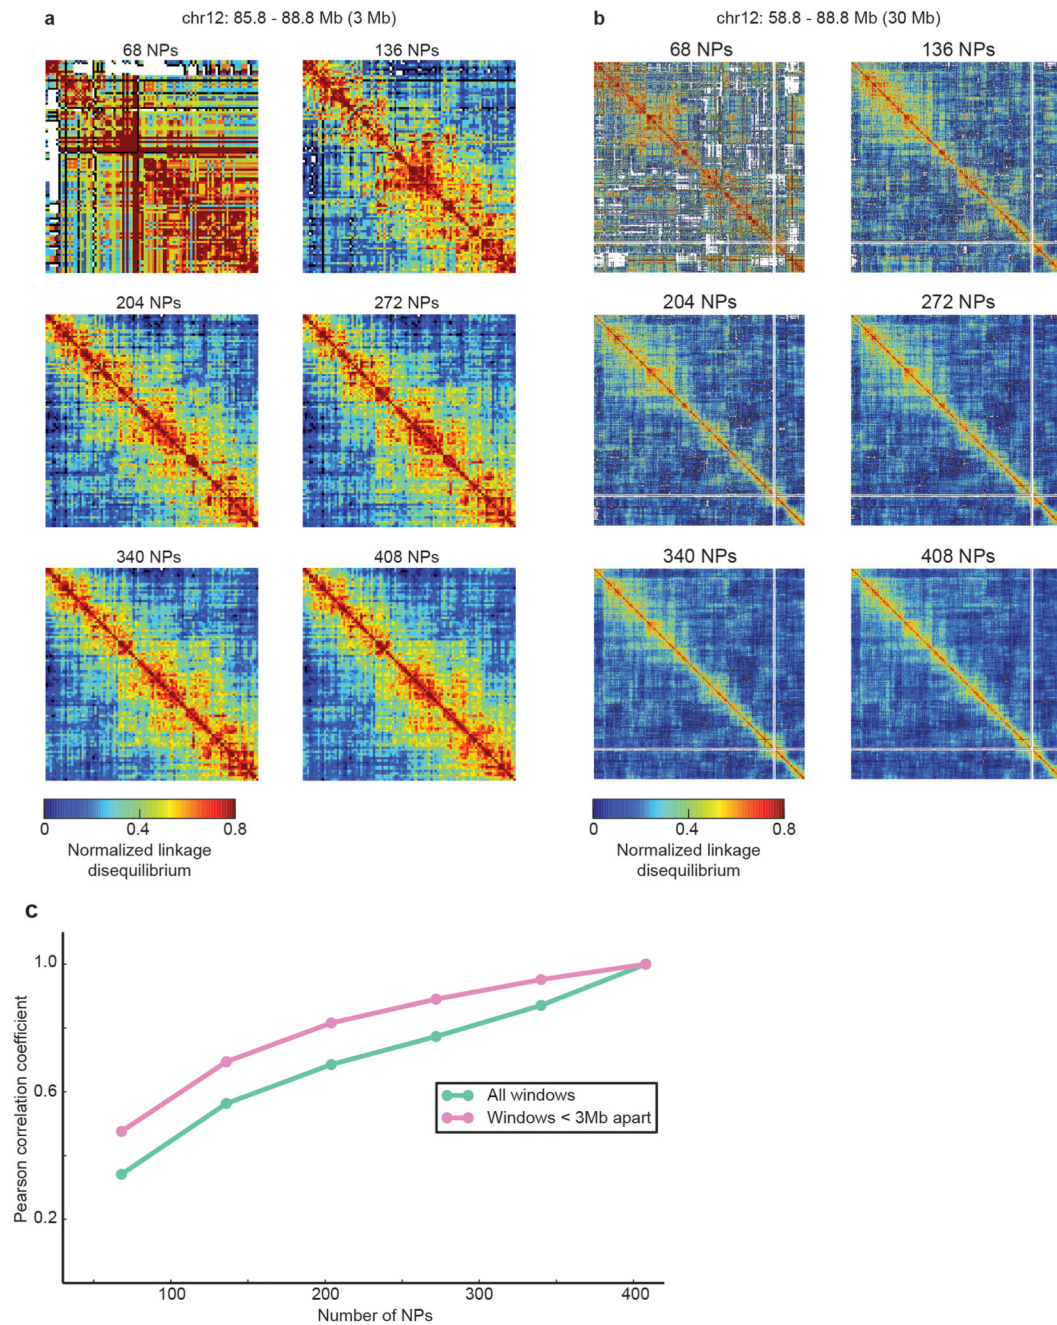 a
chr12: 85.8 - 88.8 Mb (3 Mb)
68 NPs
136 NPs
204 NPs
272 NPs
340 NPs
408 NPs
0
0.4
0.8
Normalized linkage
disequilibrium
b
chr12: 58.8 - 88.8 Mb (30 Mb)
68 NPs
136 NPs
204 NPs
272 NPs
340 NPs
408 NPs
0
0.4
0.8
Normalized linkage
disequilibrium
c
Pearson correlation coefficient
1.0
0.6
0.2
All windows
Windows < 3Mb apart
100
200
300
400
Number of NPs